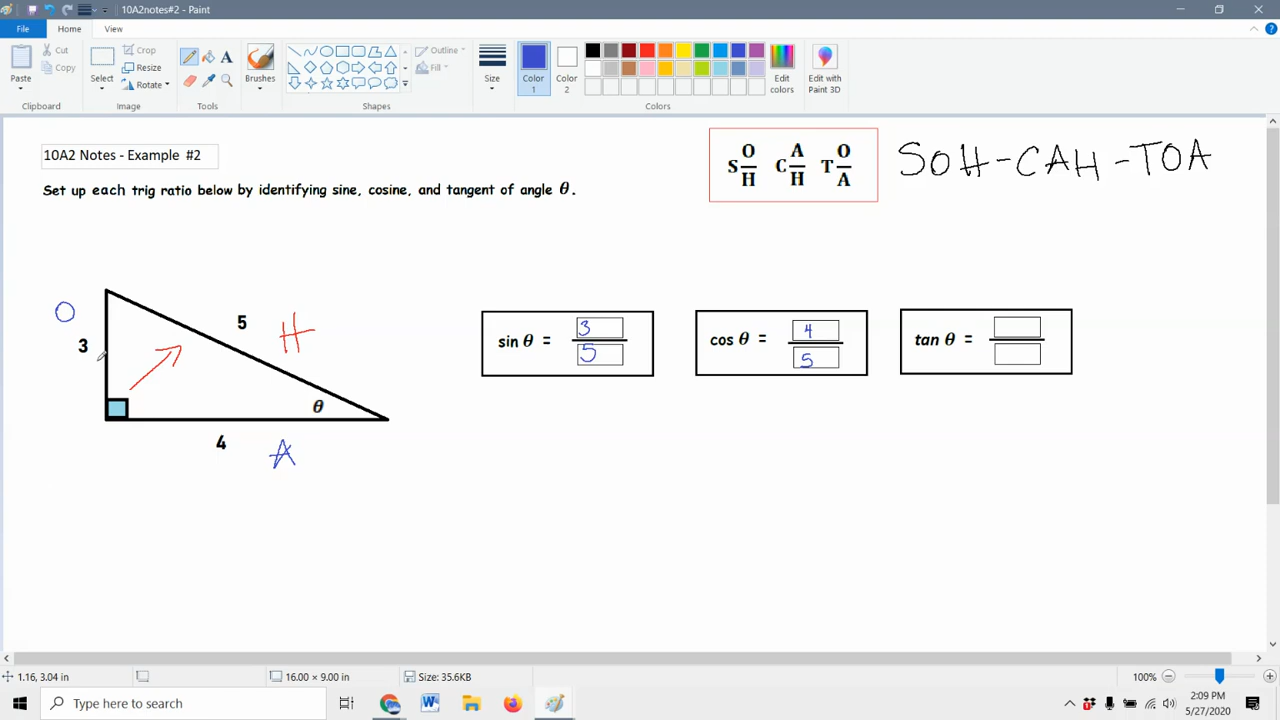 10A2notes#2 - Paint
File Home View
Cut Crop Outline
Paste Copy Select Resize Brushes Fill Size Color 1 Color 2 Edit colors Edit with Paint 3D
Rotate
Clipboard Image Tools Shapes Colors
10A2 Notes - Example #2
S O/H C A/H T O/A
SOH-CAH-TOA
Set up each trig ratio below by identifying sine, cosine, and tangent of angle θ.
O
5 H
3
sin θ = 3/5
cos θ = 4/5
tan θ =
θ
4 A
1.16, 3.04 in 16.00 × 9.00 in Size: 35.6KB 100%
Type here to search
2:09 PM
5/27/2020